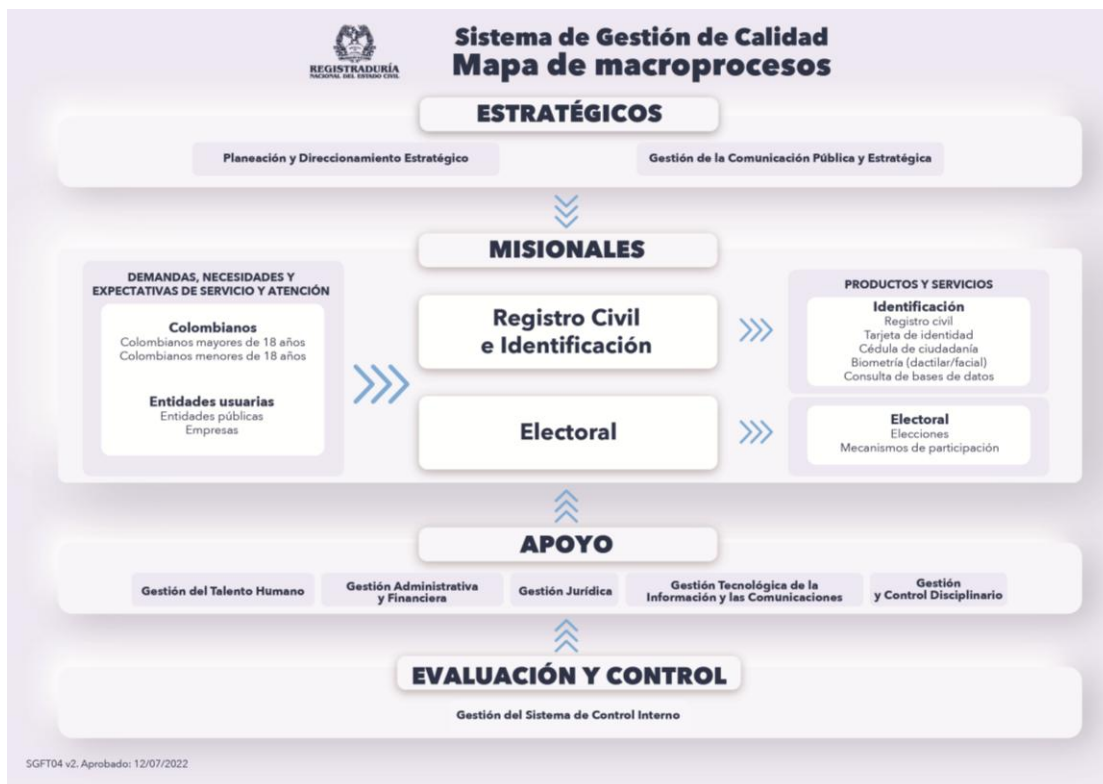 REGISTRADURÍA
NACIONAL DEL ESTADO CIVIL
Sistema de Gestión de Calidad
Mapa de macroprocesos
ESTRATÉGICOS
Planeación y Direccionamiento Estratégico
Gestión de la Comunicación Pública y Estratégica
MISIONALES
DEMANDAS, NECESIDADES Y
EXPECTATIVAS DE SERVICIO Y ATENCIÓN
Colombianos
Colombianos mayores de 18 años
Colombianos menores de 18 años
Entidades usuarias
Entidades públicas
Empresas
Registro Civil
e Identificación
Electoral
PRODUCTOS Y SERVICIOS
Identificación
Registro civil
Tarjeta de identidad
Cédula de ciudadanía
Biometría (dactilar/facial)
Consulta de bases de datos
Electoral
Elecciones
Mecanismos de participación
APOYO
Gestión del Talento Humano
Gestión Administrativa
y Financiera
Gestión Jurídica
Gestión Tecnológica de la
Información y las Comunicaciones
Gestión
y Control Disciplinario
EVALUACIÓN Y CONTROL
Gestión del Sistema de Control Interno
SGFT04 v2. Aprobado: 12/07/2022